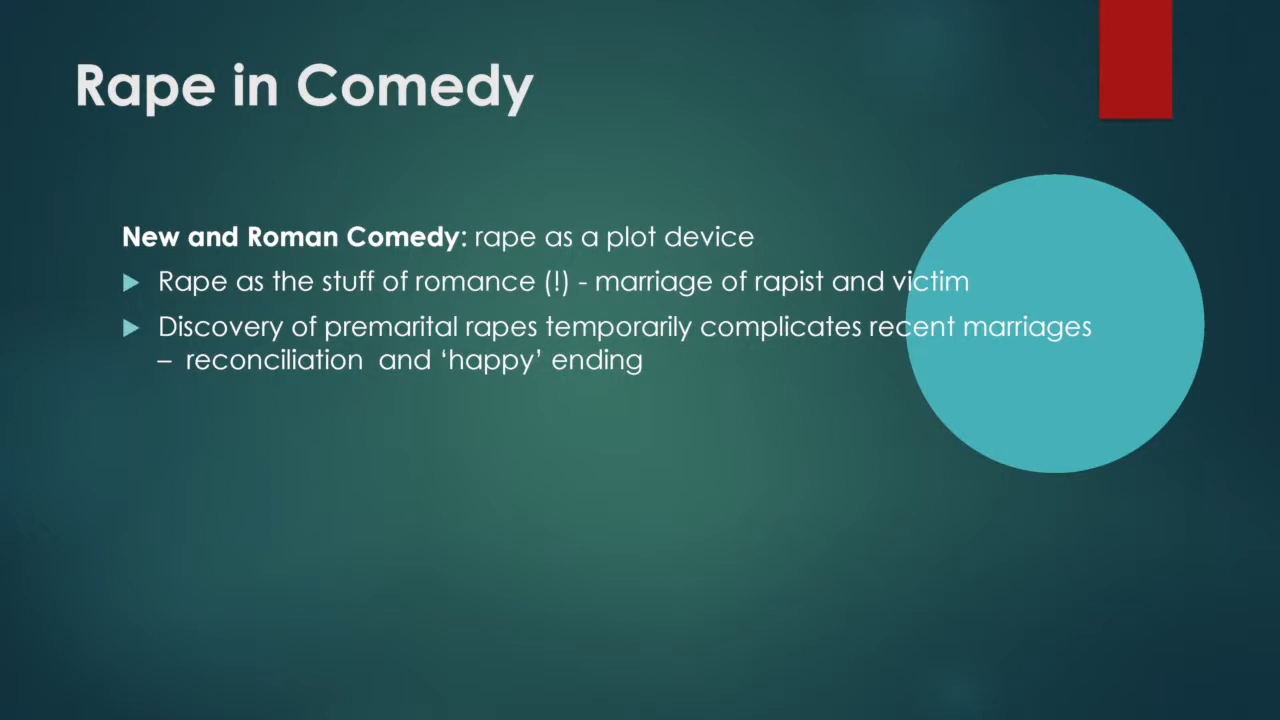 Rape in Comedy
New and Roman Comedy: rape as a plot device
Rape as the stuff of romance (!) - marriage of rapist and victim
Discovery of premarital rapes temporarily complicates recent marriages
– reconciliation and ‘happy’ ending